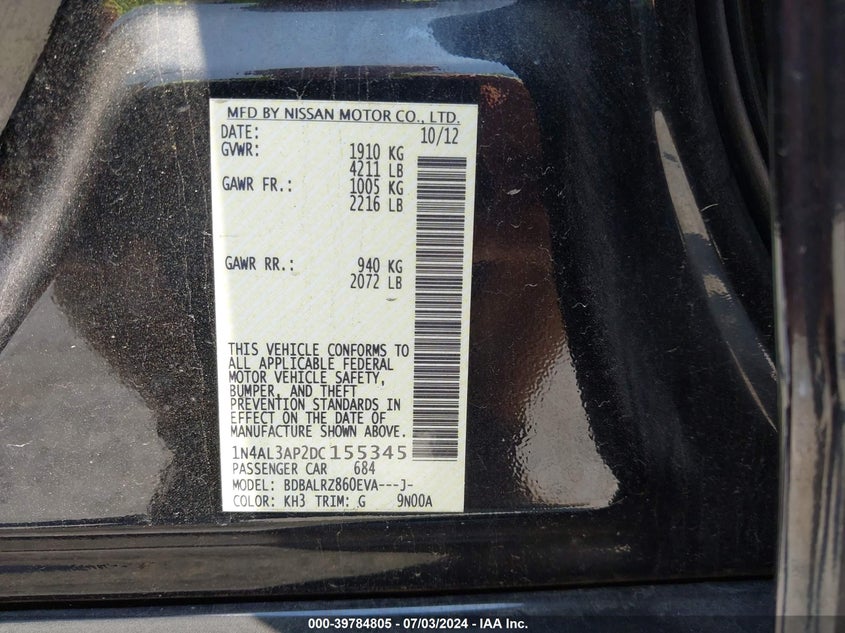 MFD BY NISSAN MOTOR CO., LTD.
DATE: 10/12
GVWR: 1910 KG
4211 LB
GAWR FR.: 1005 KG
2216 LB
GAWR RR.: 940 KG
2072 LB
THIS VEHICLE CONFORMS TO
ALL APPLICABLE FEDERAL
MOTOR VEHICLE SAFETY,
BUMPER, AND THEFT
PREVENTION STANDARDS IN
EFFECT ON THE DATE OF
MANUFACTURE SHOWN ABOVE.
1N4AL3AP2DC155345
PASSENGER CAR 684
MODEL: BDBALRZ860EVA---J-
COLOR: KH3 TRIM: G 9N00A
000-39784805 - 07/03/2024 - IAA Inc.